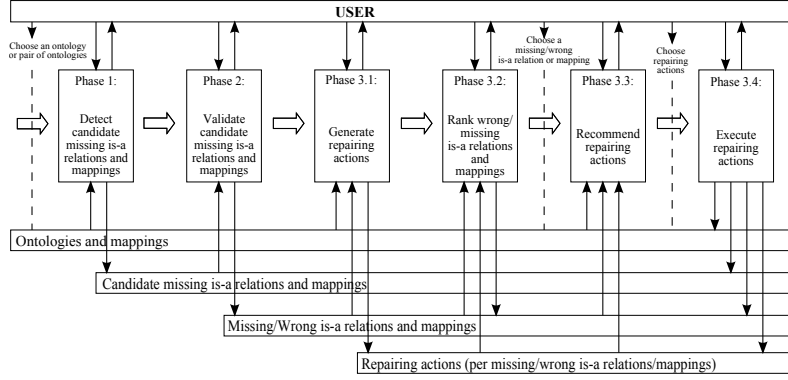 USER
Choose an ontology
or pair of ontologies
Choose a
missing/wrong
is-a relation or mapping
Choose
repairing
actions
Phase 1:
Detect
candidate
missing is-a
relations and
mappings
Phase 2:
Validate
candidate
missing is-a
relations and
mappings
Phase 3.1:
Generate
repairing
actions
Phase 3.2:
Rank wrong/
missing
is-a relations
and
mappings
Phase 3.3:
Recommend
repairing
actions
Phase 3.4:
Execute
repairing
actions
Ontologies and mappings
Candidate missing is-a relations and mappings
Missing/Wrong is-a relations and mappings
Repairing actions (per missing/wrong is-a relations/mappings)